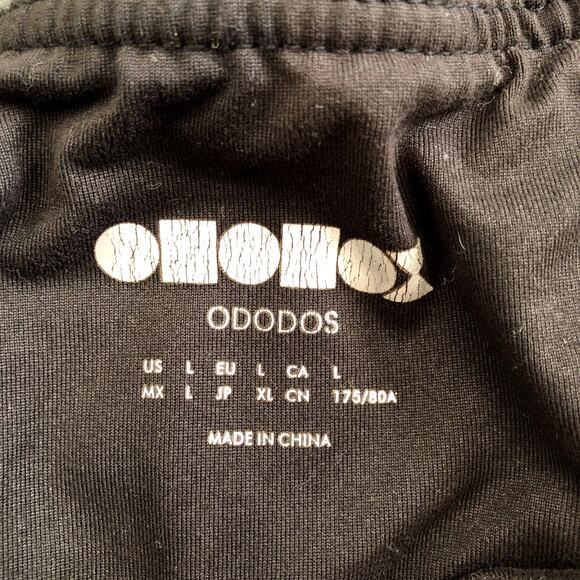 ODODOS
US L EU L CA L
MX L JP XL CN 175/80A
MADE IN CHINA